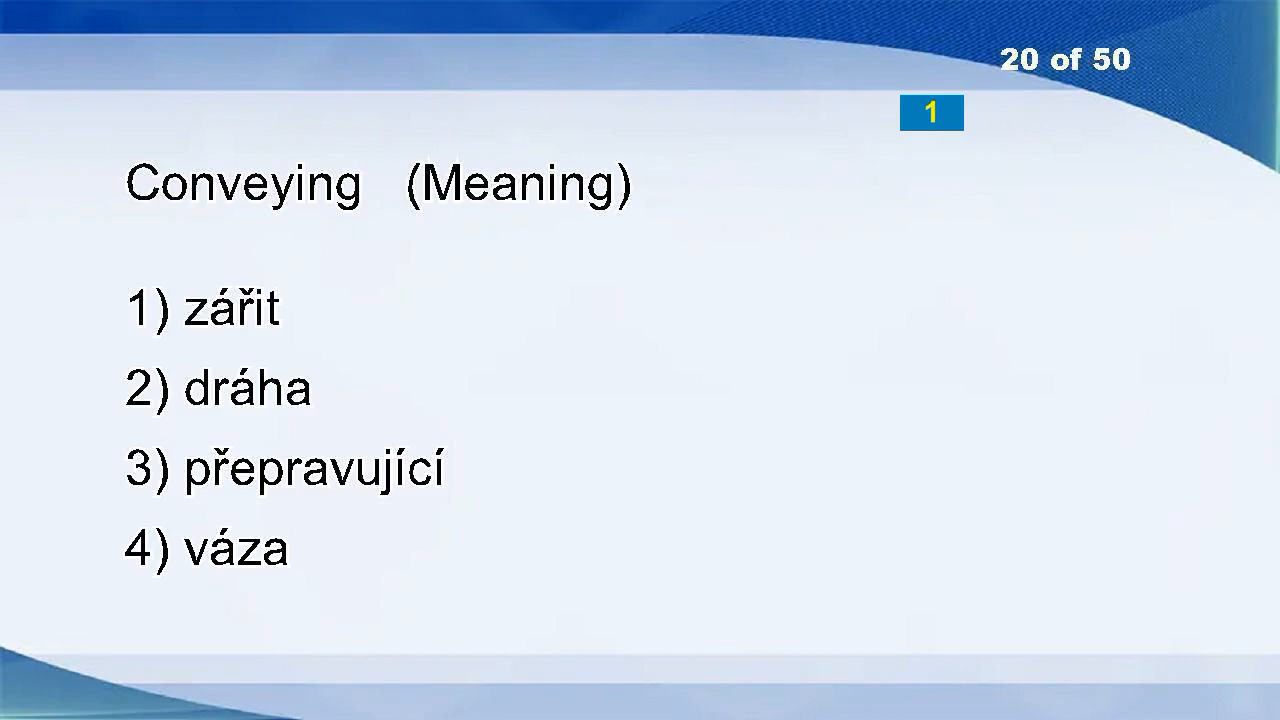 20 of 50
1
Conveying (Meaning)
1) zářit
2) dráha
3) přepravující
4) váza